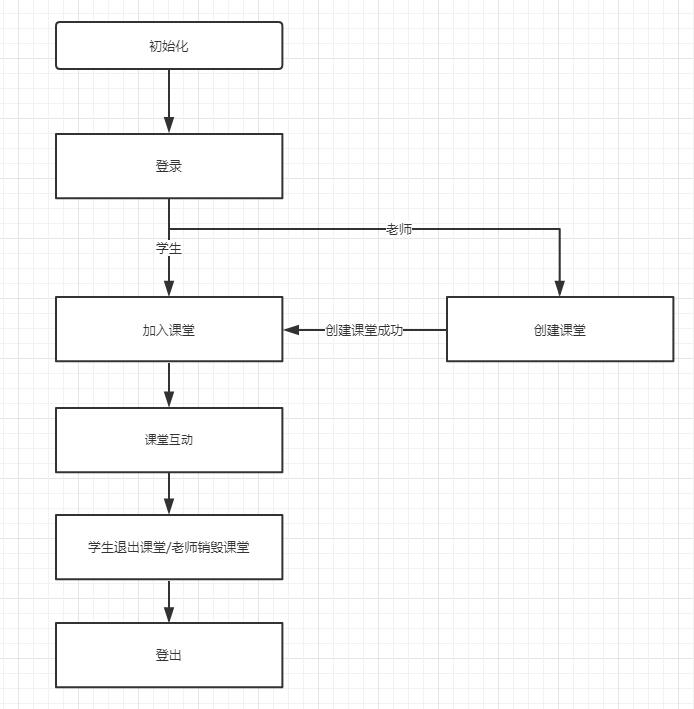 初始化
登录
老师
学生
加入课堂
创建课堂成功
创建课堂
课堂互动
学生退出课堂/老师销毁课堂
登出